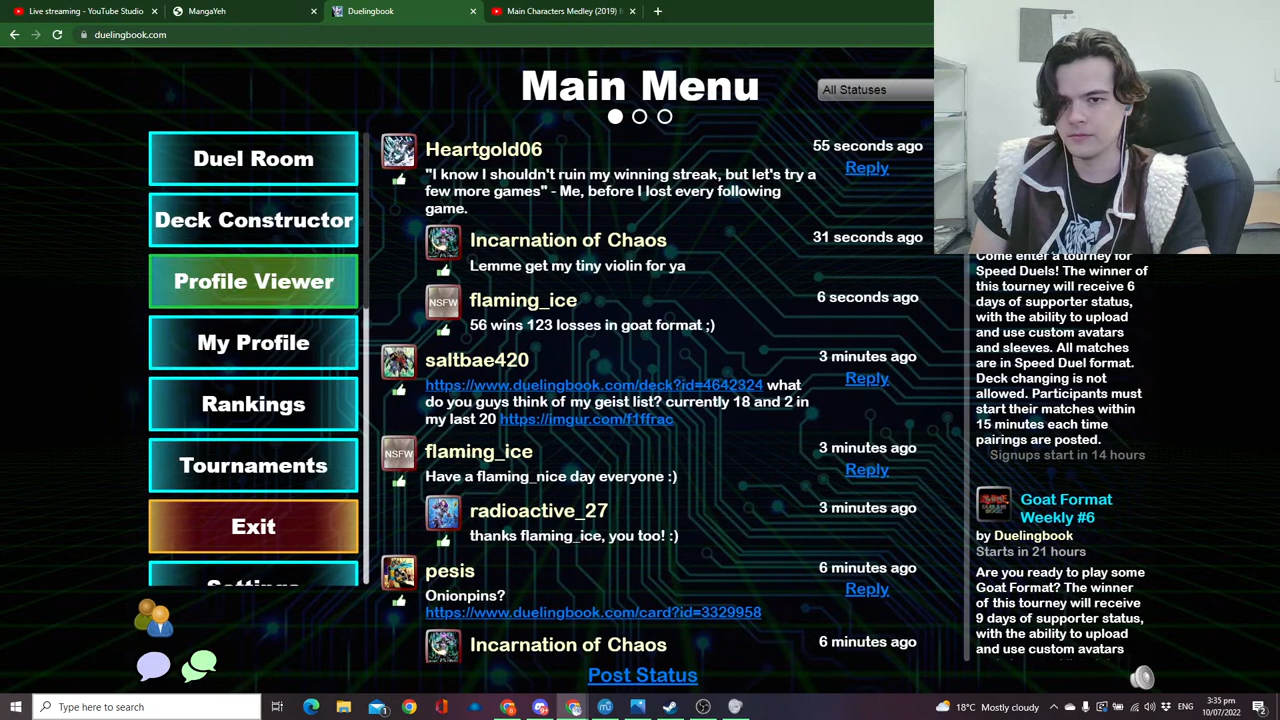 Live streaming - YouTube Studio
MangaYeh
Duelingbook
Main Characters Medley (2019) f
duelingbook.com
Main Menu
All Statuses
Duel Room
Deck Constructor
Profile Viewer
My Profile
Rankings
Tournaments
Exit
Settings
Heartgold06
55 seconds ago
Reply
"I know I shouldn't ruin my winning streak, but let's try a
few more games" - Me, before I lost every following
game.
Incarnation of Chaos
31 seconds ago
Lemme get my tiny violin for ya
NSFW
flaming_ice
6 seconds ago
56 wins 123 losses in goat format ;)
saltbae420
3 minutes ago
Reply
https://www.duelingbook.com/deck?id=4642324 what
do you guys think of my geist list? currently 18 and 2 in
my last 20 https://imgur.com/f1ffrac
NSFW
flaming_ice
3 minutes ago
Reply
Have a flaming_nice day everyone :)
radioactive_27
3 minutes ago
thanks flaming_ice, you too! :)
pesis
6 minutes ago
Reply
Onionpins?
https://www.duelingbook.com/card?id=3329958
Incarnation of Chaos
6 minutes ago
Post Status
Come enter a tourney for
Speed Duels! The winner of
this tourney will receive 6
days of supporter status,
with the ability to upload
and use custom avatars
and sleeves. All matches
are in Speed Duel format.
Deck changing is not
allowed. Participants must
start their matches within
15 minutes each time
pairings are posted.
Signups start in 14 hours
Goat Format
Weekly #6
by Duelingbook
Starts in 21 hours
Are you ready to play some
Goat Format? The winner
of this tourney will receive
9 days of supporter status,
with the ability to upload
and use custom avatars
Type here to search
18°C Mostly cloudy
ENG
3:35 pm
10/07/2022